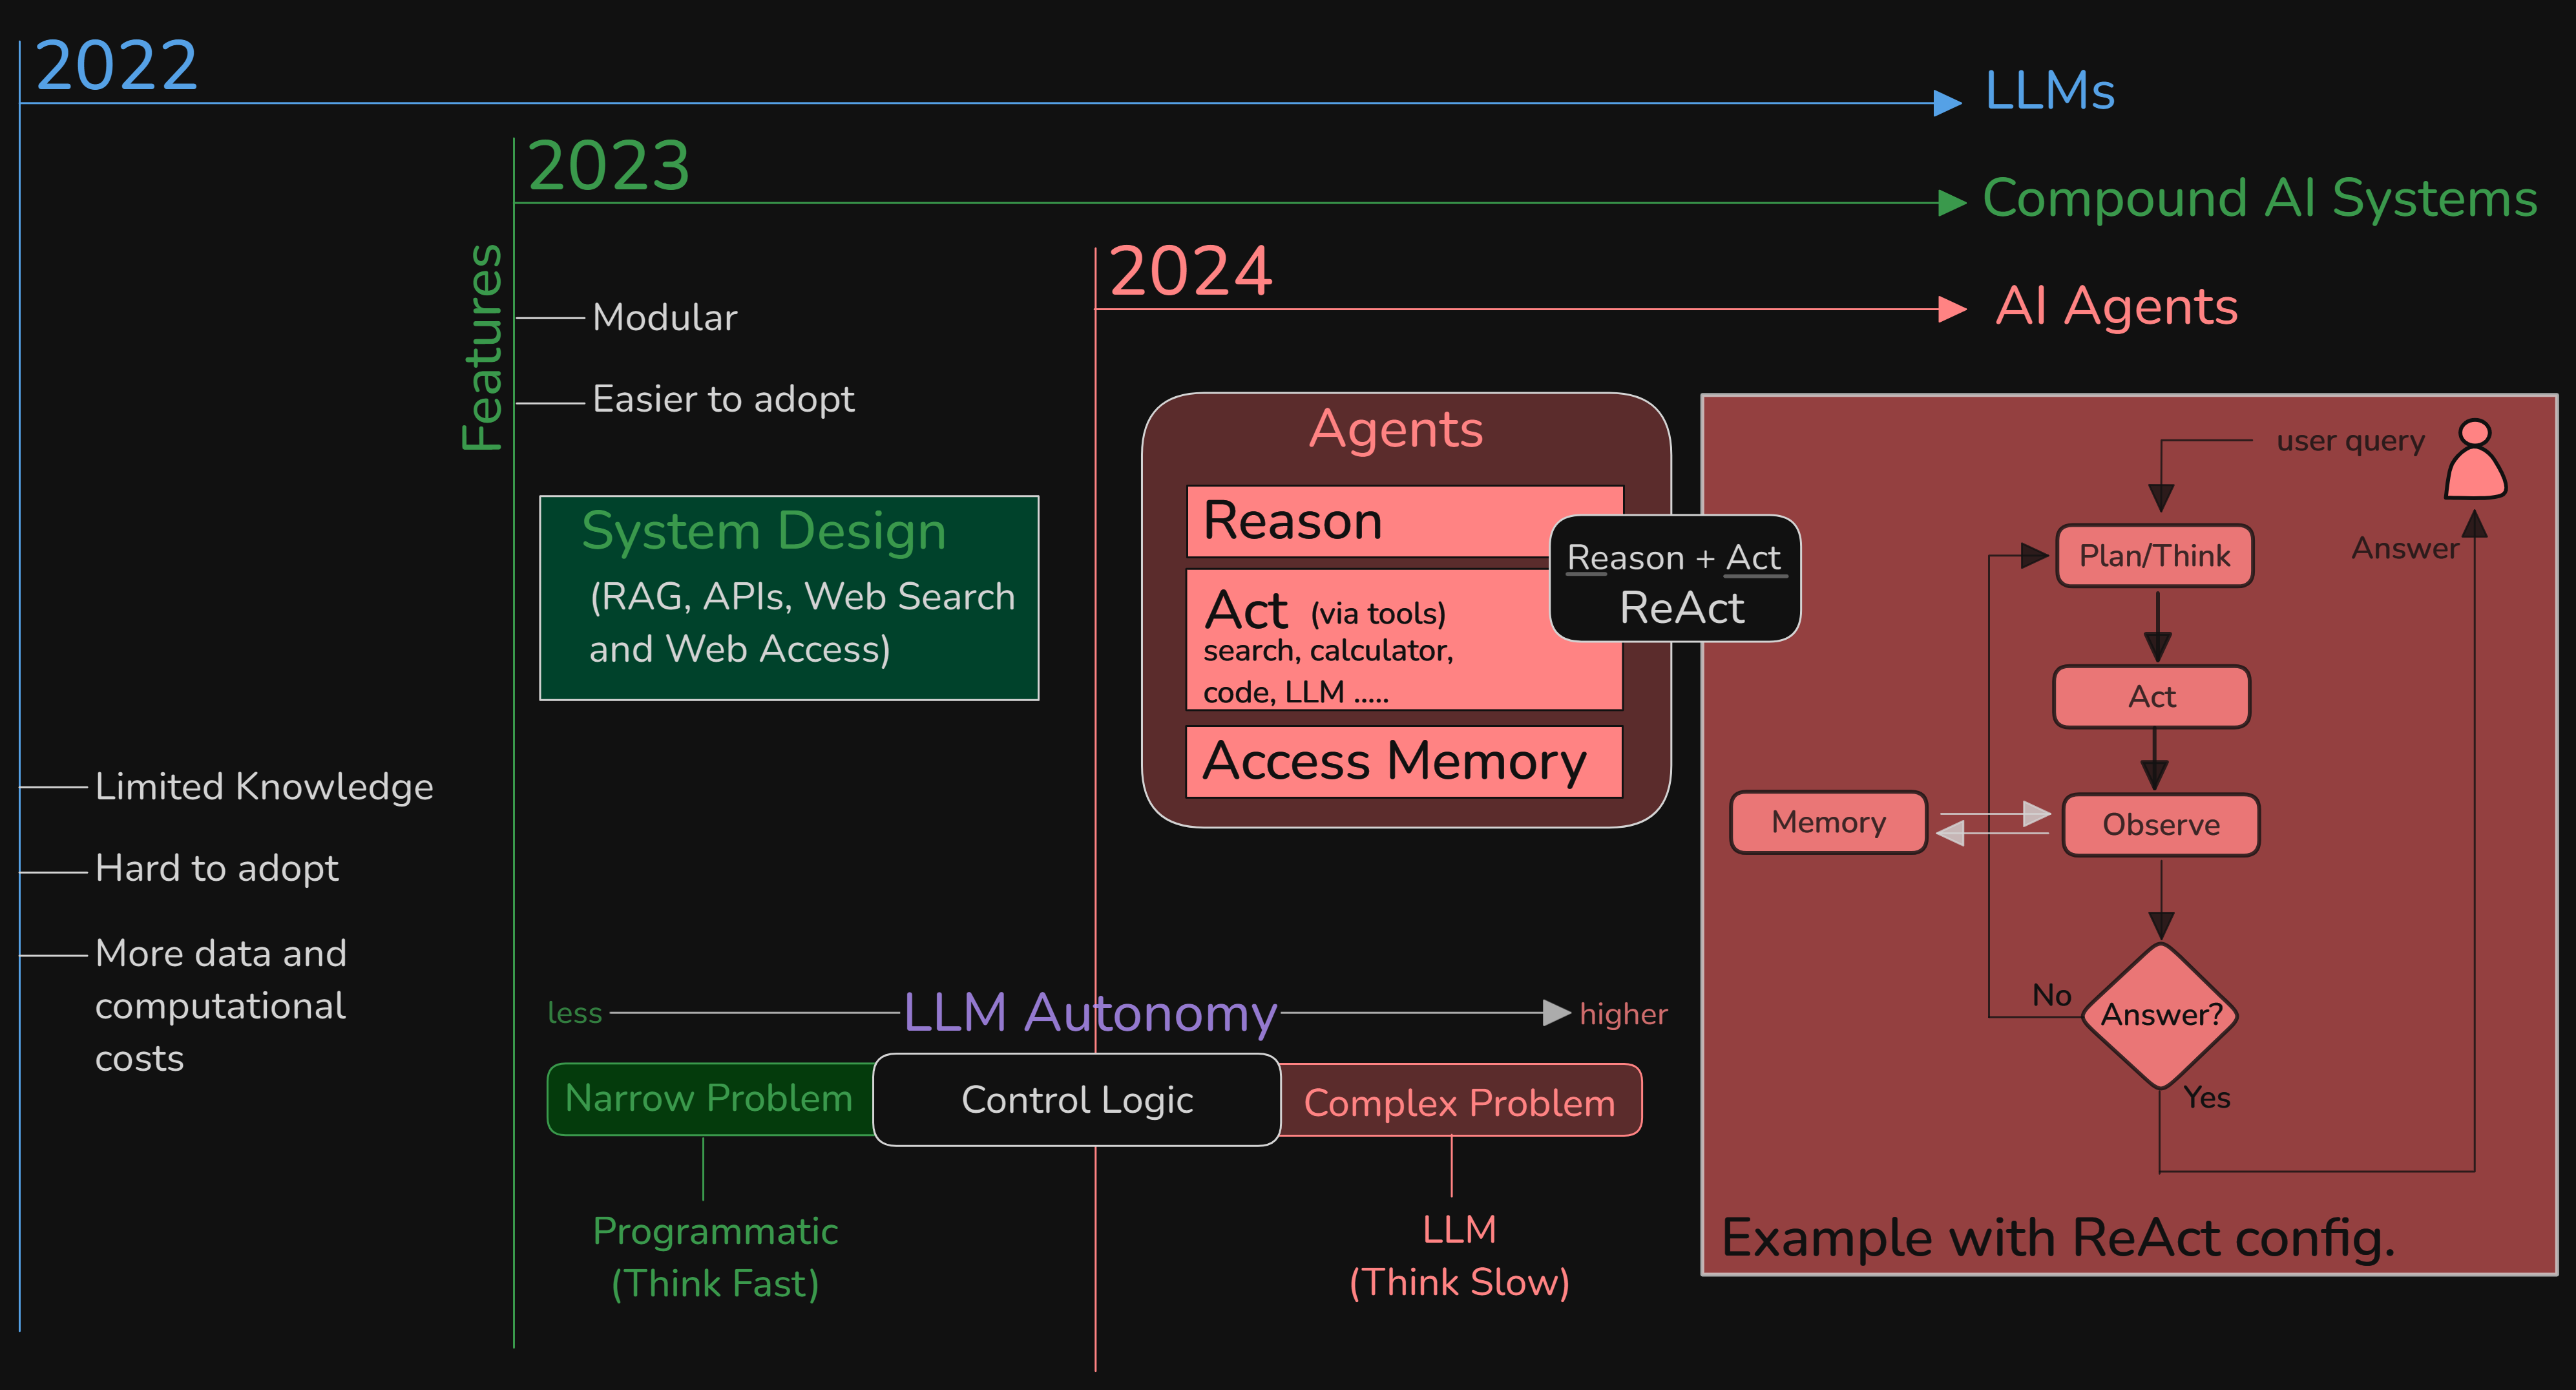 2022
LLMs
2023
Compound AI Systems
2024
AI Agents
Features
Modular
Easier to adopt
System Design
(RAG, APIs, Web Search
and Web Access)
Limited Knowledge
Hard to adopt
More data and
computational
costs
Agents
Reason
Act (via tools)
search, calculator,
code, LLM .....
Access Memory
Reason + Act
ReAct
less
LLM Autonomy
higher
Narrow Problem
Control Logic
Complex Problem
Programmatic
(Think Fast)
LLM
(Think Slow)
user query
Answer
Plan/Think
Act
Memory
Observe
No
Answer?
Yes
Example with ReAct config.